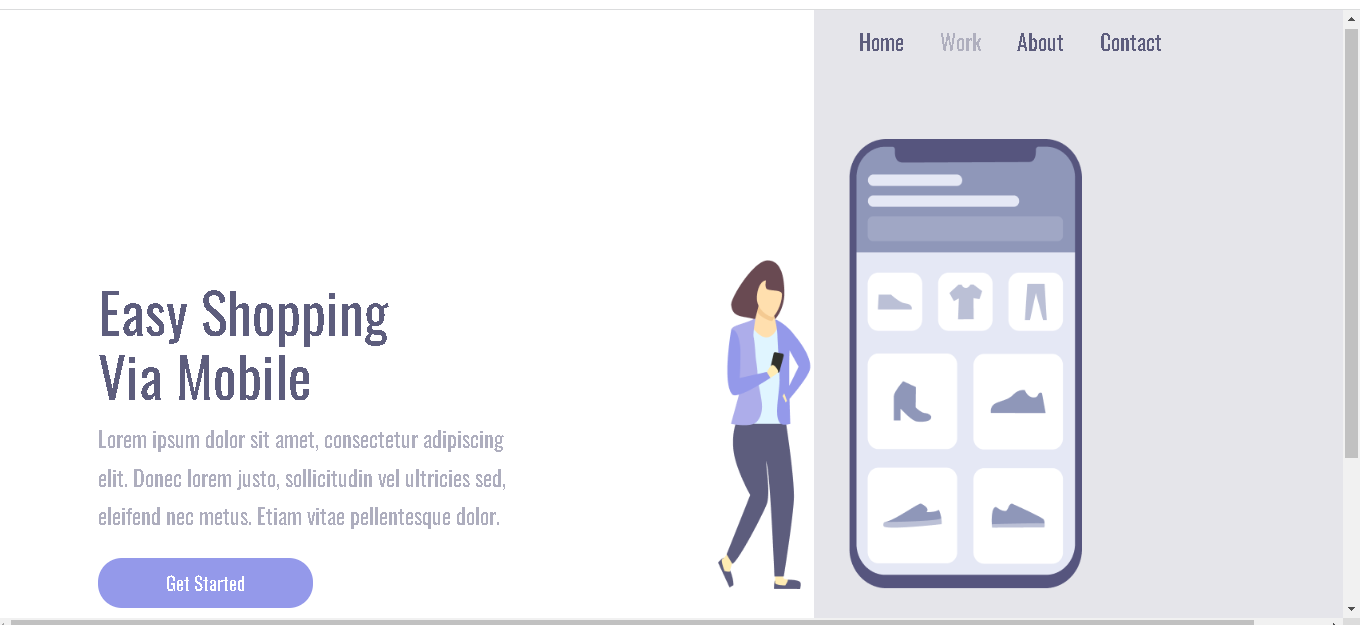 Home Work About Contact
Easy Shopping
Via Mobile
Lorem ipsum dolor sit amet, consectetur adipiscing
elit. Donec lorem justo, sollicitudin vel ultricies sed,
eleifend nec metus. Etiam vitae pellentesque dolor.
Get Started